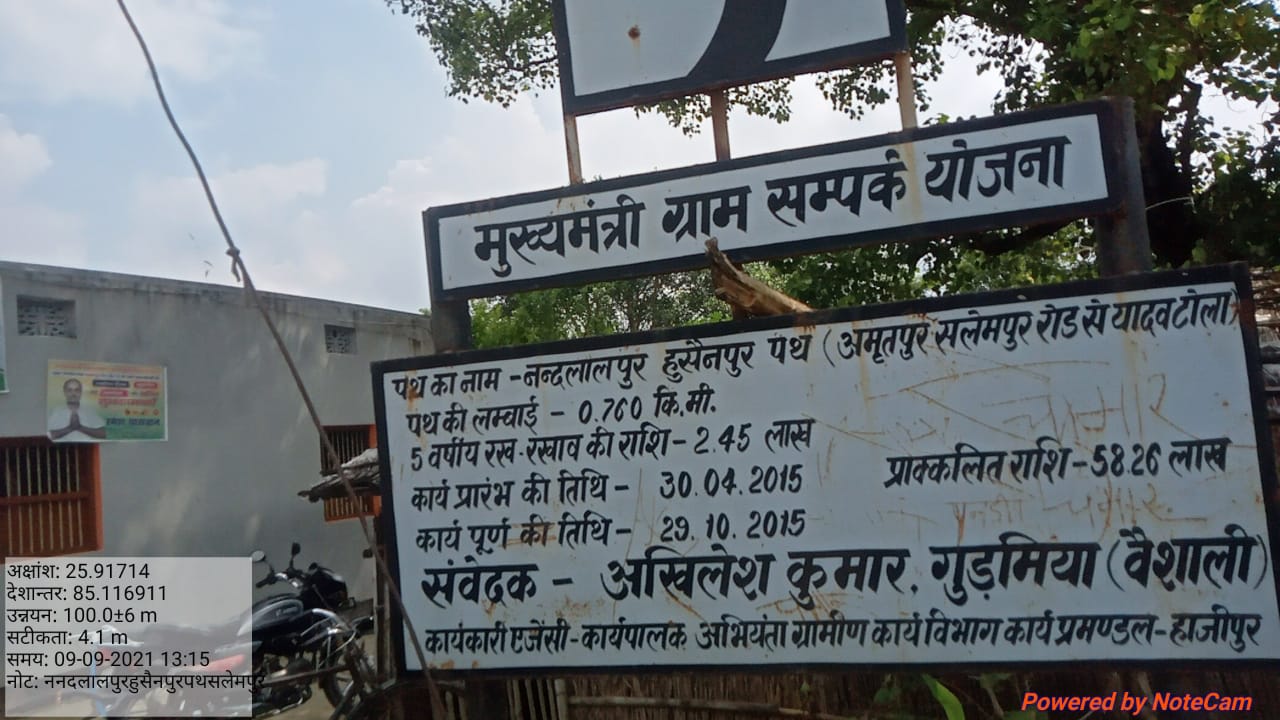 मुख्यमंत्री ग्राम सम्पर्क योजना
पथ का नाम - नन्दलालपुर हुसैनपुर पथ (अमृतपुर सलेमपुर रोड से यादव टोला)
पथ की लम्बाई - 0.760 कि.मी.
5 वर्षीय रख-रखाव की राशि - 2.45 लाख
प्राक्कलित राशि - 58.26 लाख
कार्य प्रारंभ की तिथि - 30.04.2015
कार्य पूर्ण की तिथि - 29.10.2015
संवेदक - अखिलेश कुमार, गुड़मिया (वैशाली)
कार्यकारी एजेंसी - कार्यपालक अभियंता ग्रामीण कार्य विभाग कार्य प्रमण्डल - हाजीपुर
अक्षांश: 25.91714
देशान्तर: 85.116911
उन्नयन: 100.0±6 m
सटीकता: 4.1 m
समय: 09-09-2021 13:15
नोट: ननदलालपुरहुसैनपुरपथसलेमपुर
Powered by NoteCam